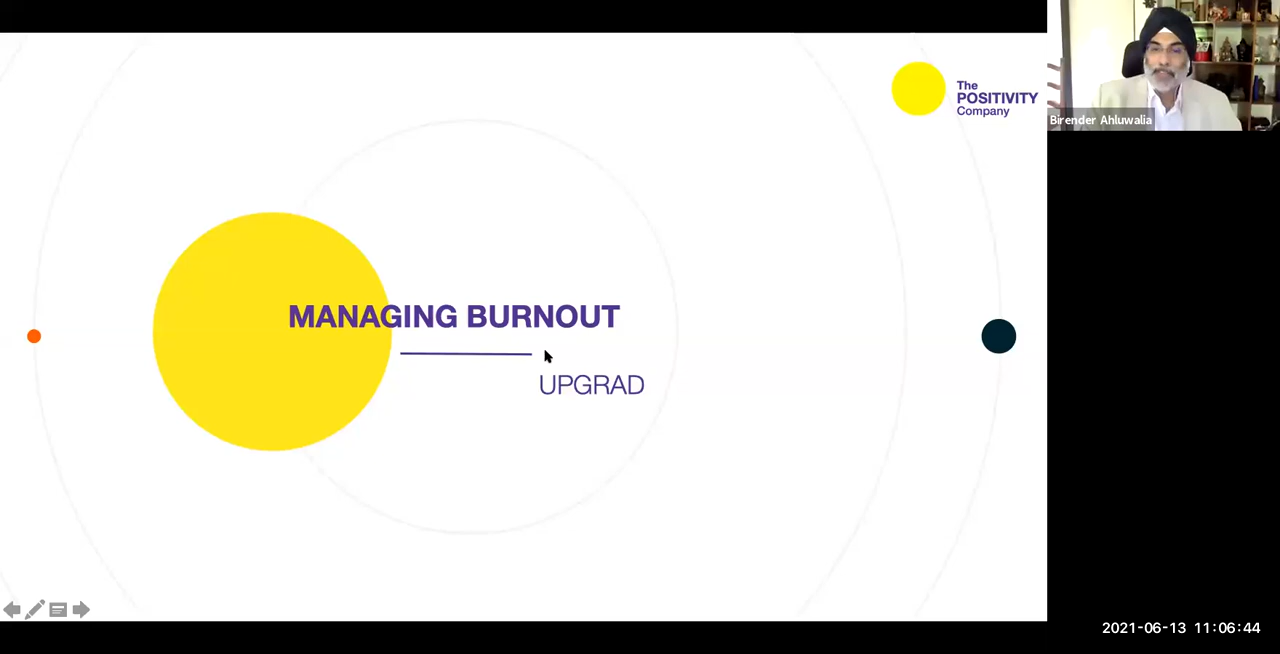 The
POSITIVITY
Company
Birender Ahluwalia
MANAGING BURNOUT
UPGRAD
2021-06-13 11:06:44